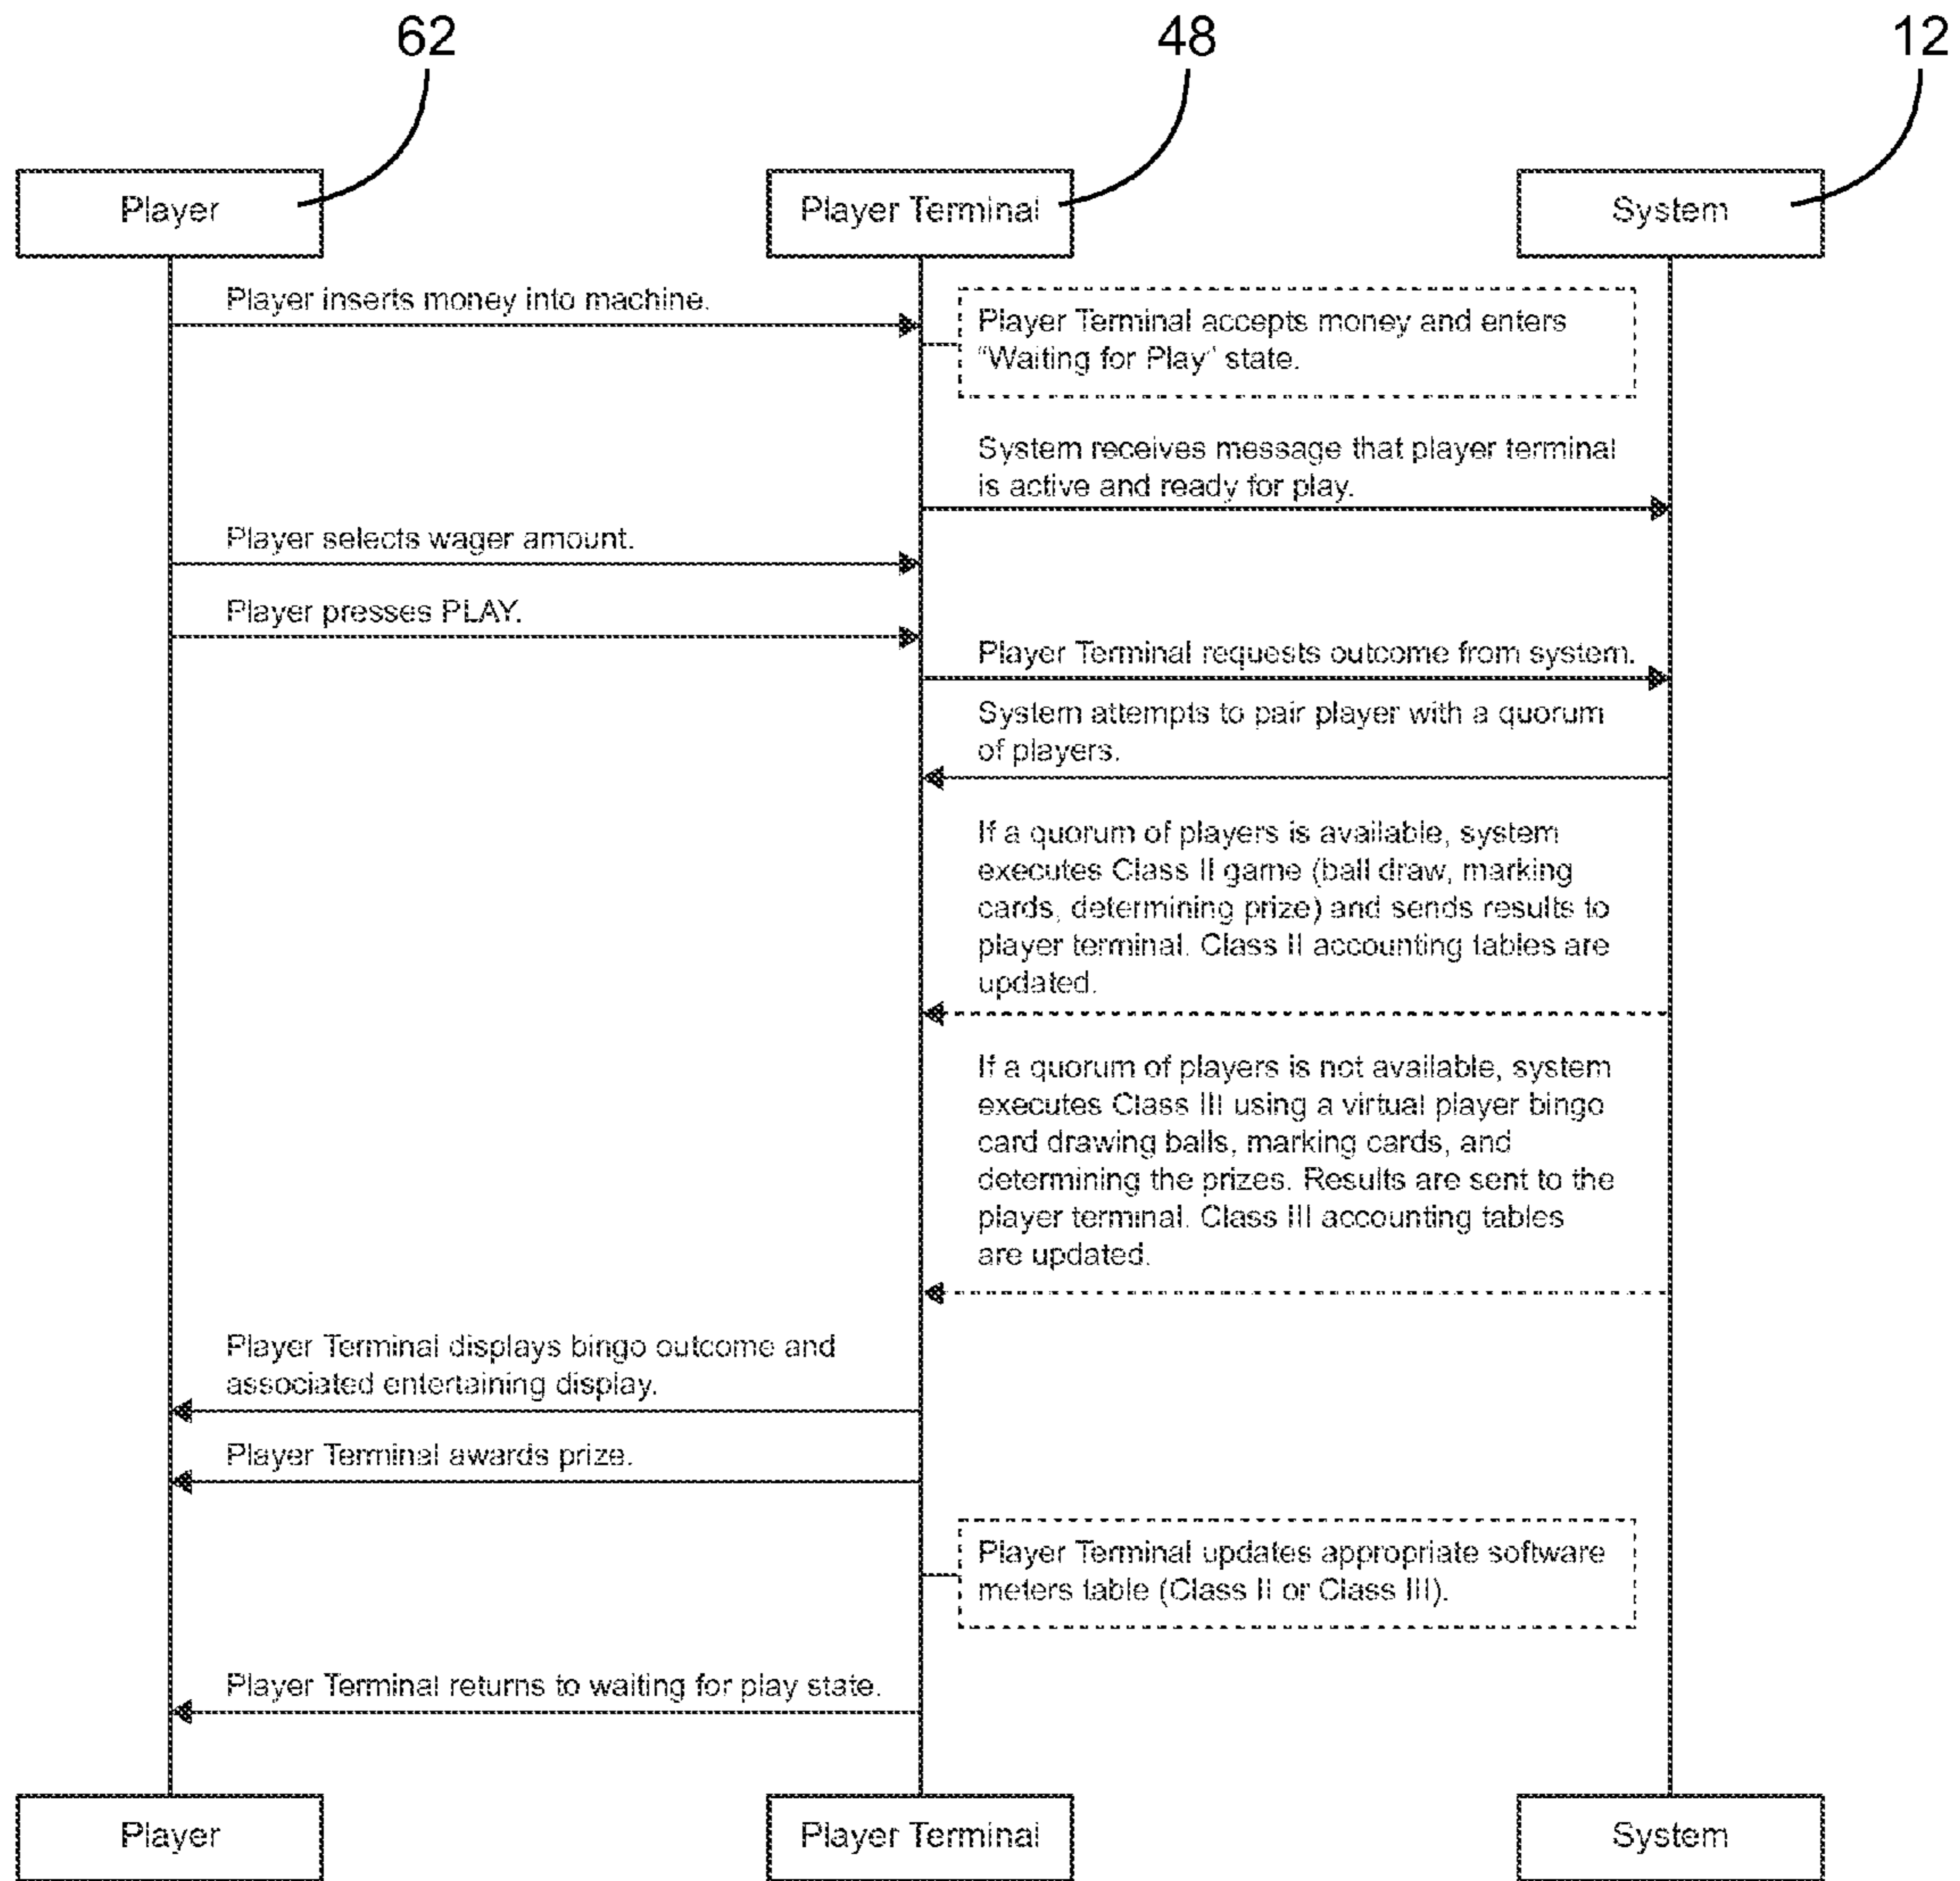 62
48
12
Player
Player Terminal
System
Player inserts money into machine.
Player Terminal accepts money and enters
"Waiting for Play" state.
System receives message that player terminal
is active and ready for play.
Player selects wager amount.
Player presses PLAY.
Player Terminal requests outcome from system.
System attempts to pair player with a quorum
of players.
If a quorum of players is available, system
executes Class II game (ball draw, marking
cards, determining prize) and sends results to
player terminal. Class II accounting tables are
updated.
If a quorum of players is not available, system
executes Class III using a virtual player bingo
card drawing balls, marking cards, and
determining the prizes. Results are sent to the
player terminal. Class III accounting tables
are updated.
Player Terminal displays bingo outcome and
associated entertaining display.
Player Terminal awards prize.
Player Terminal updates appropriate software
meters table (Class II or Class III).
Player Terminal returns to waiting for play state.
Player
Player Terminal
System